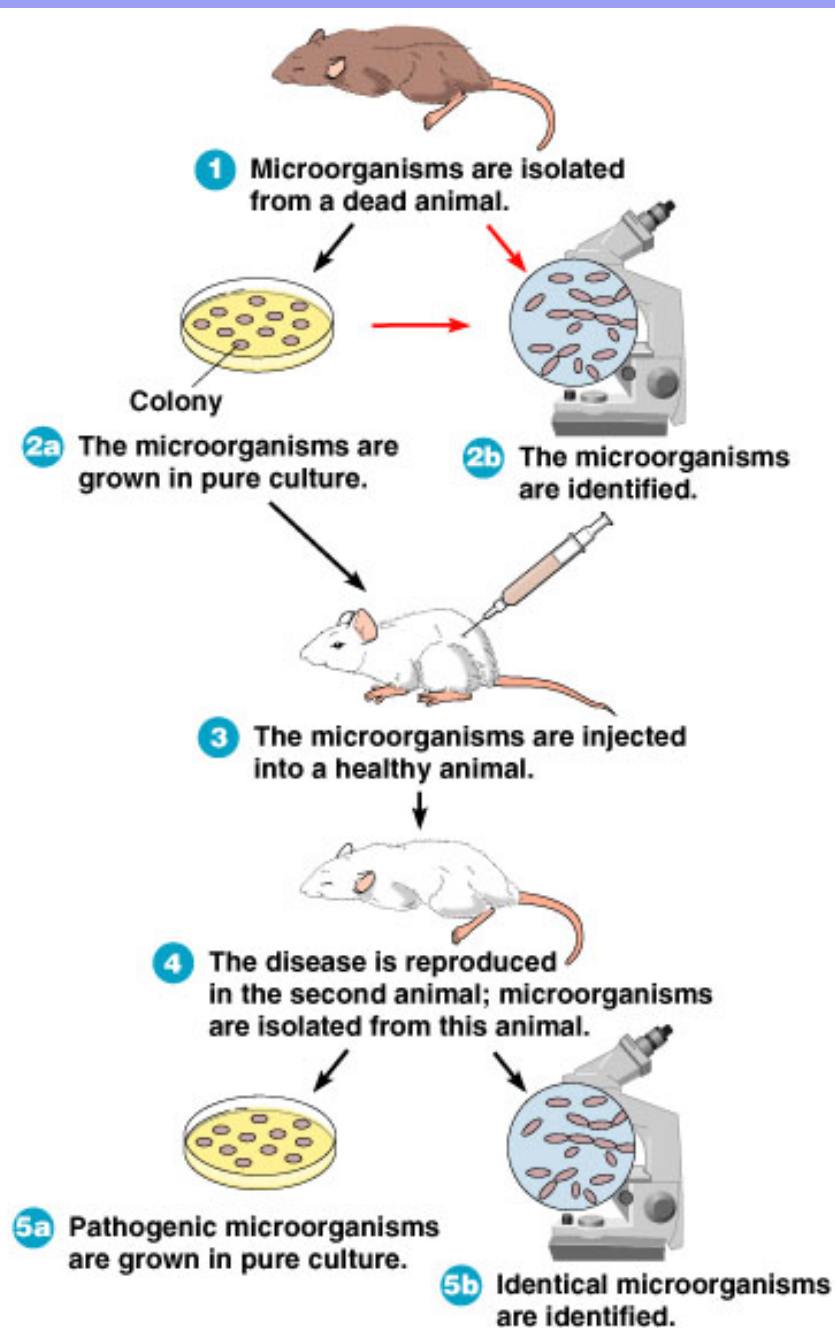 1 Microorganisms are isolated
from a dead animal.
Colony
2a The microorganisms are
grown in pure culture.
2b The microorganisms
are identified.
3 The microorganisms are injected
into a healthy animal.
4 The disease is reproduced
in the second animal; microorganisms
are isolated from this animal.
5a Pathogenic microorganisms
are grown in pure culture.
5b Identical microorganisms
are identified.